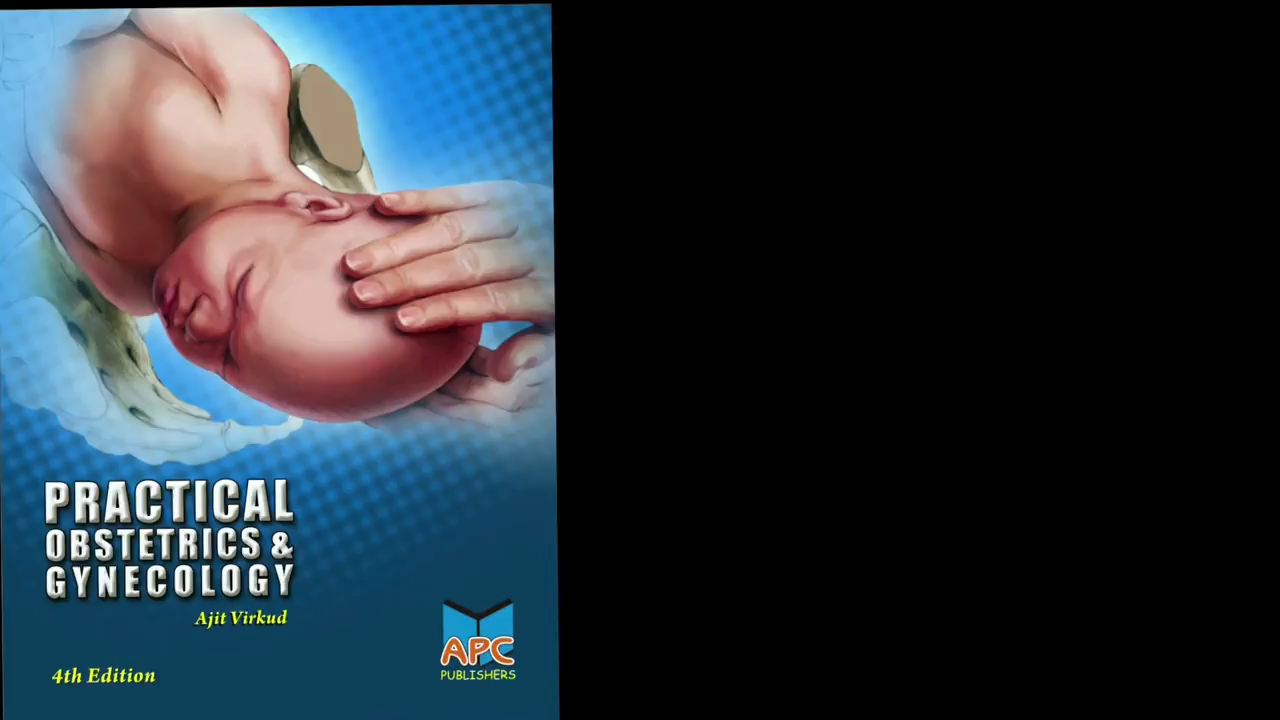 PRACTICAL
OBSTETRICS &
GYNECOLOGY
Ajit Virkud
4th Edition
APC
PUBLISHERS